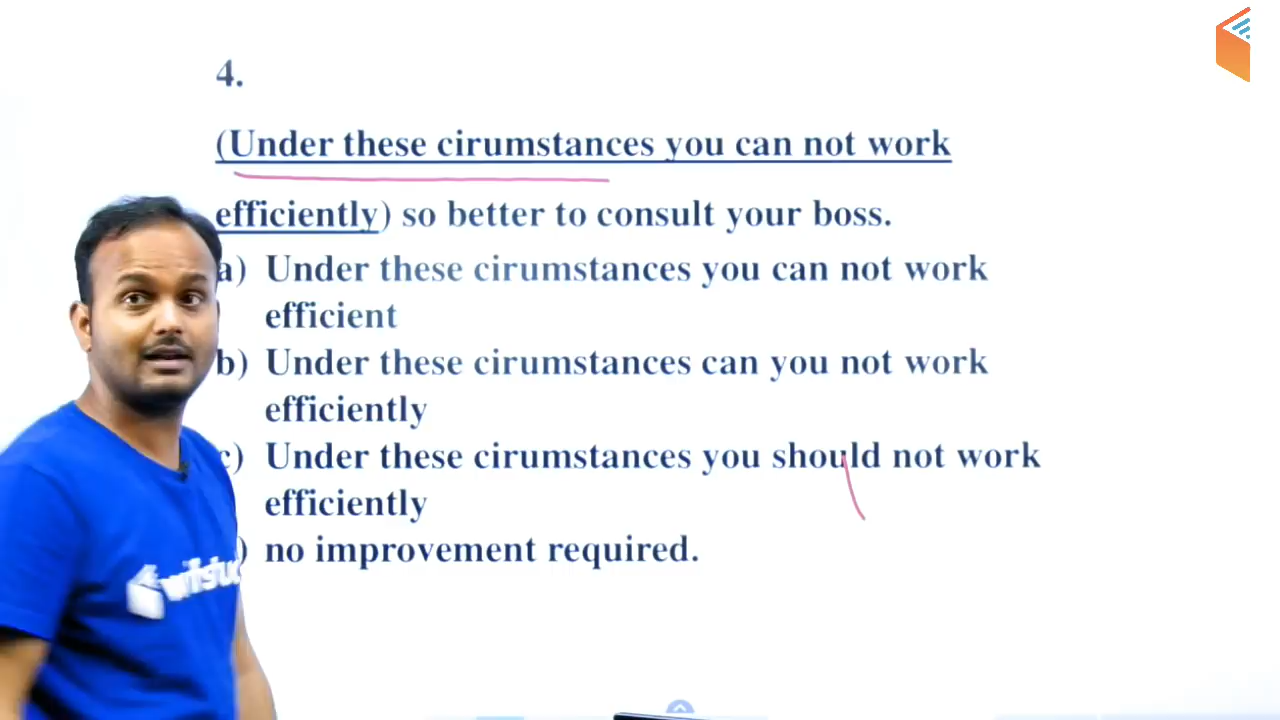 4.
(Under these cirumstances you can not work
efficiently) so better to consult your boss.
a) Under these cirumstances you can not work
efficient
b) Under these cirumstances can you not work
efficiently
c) Under these cirumstances you should not work
efficiently
) no improvement required.